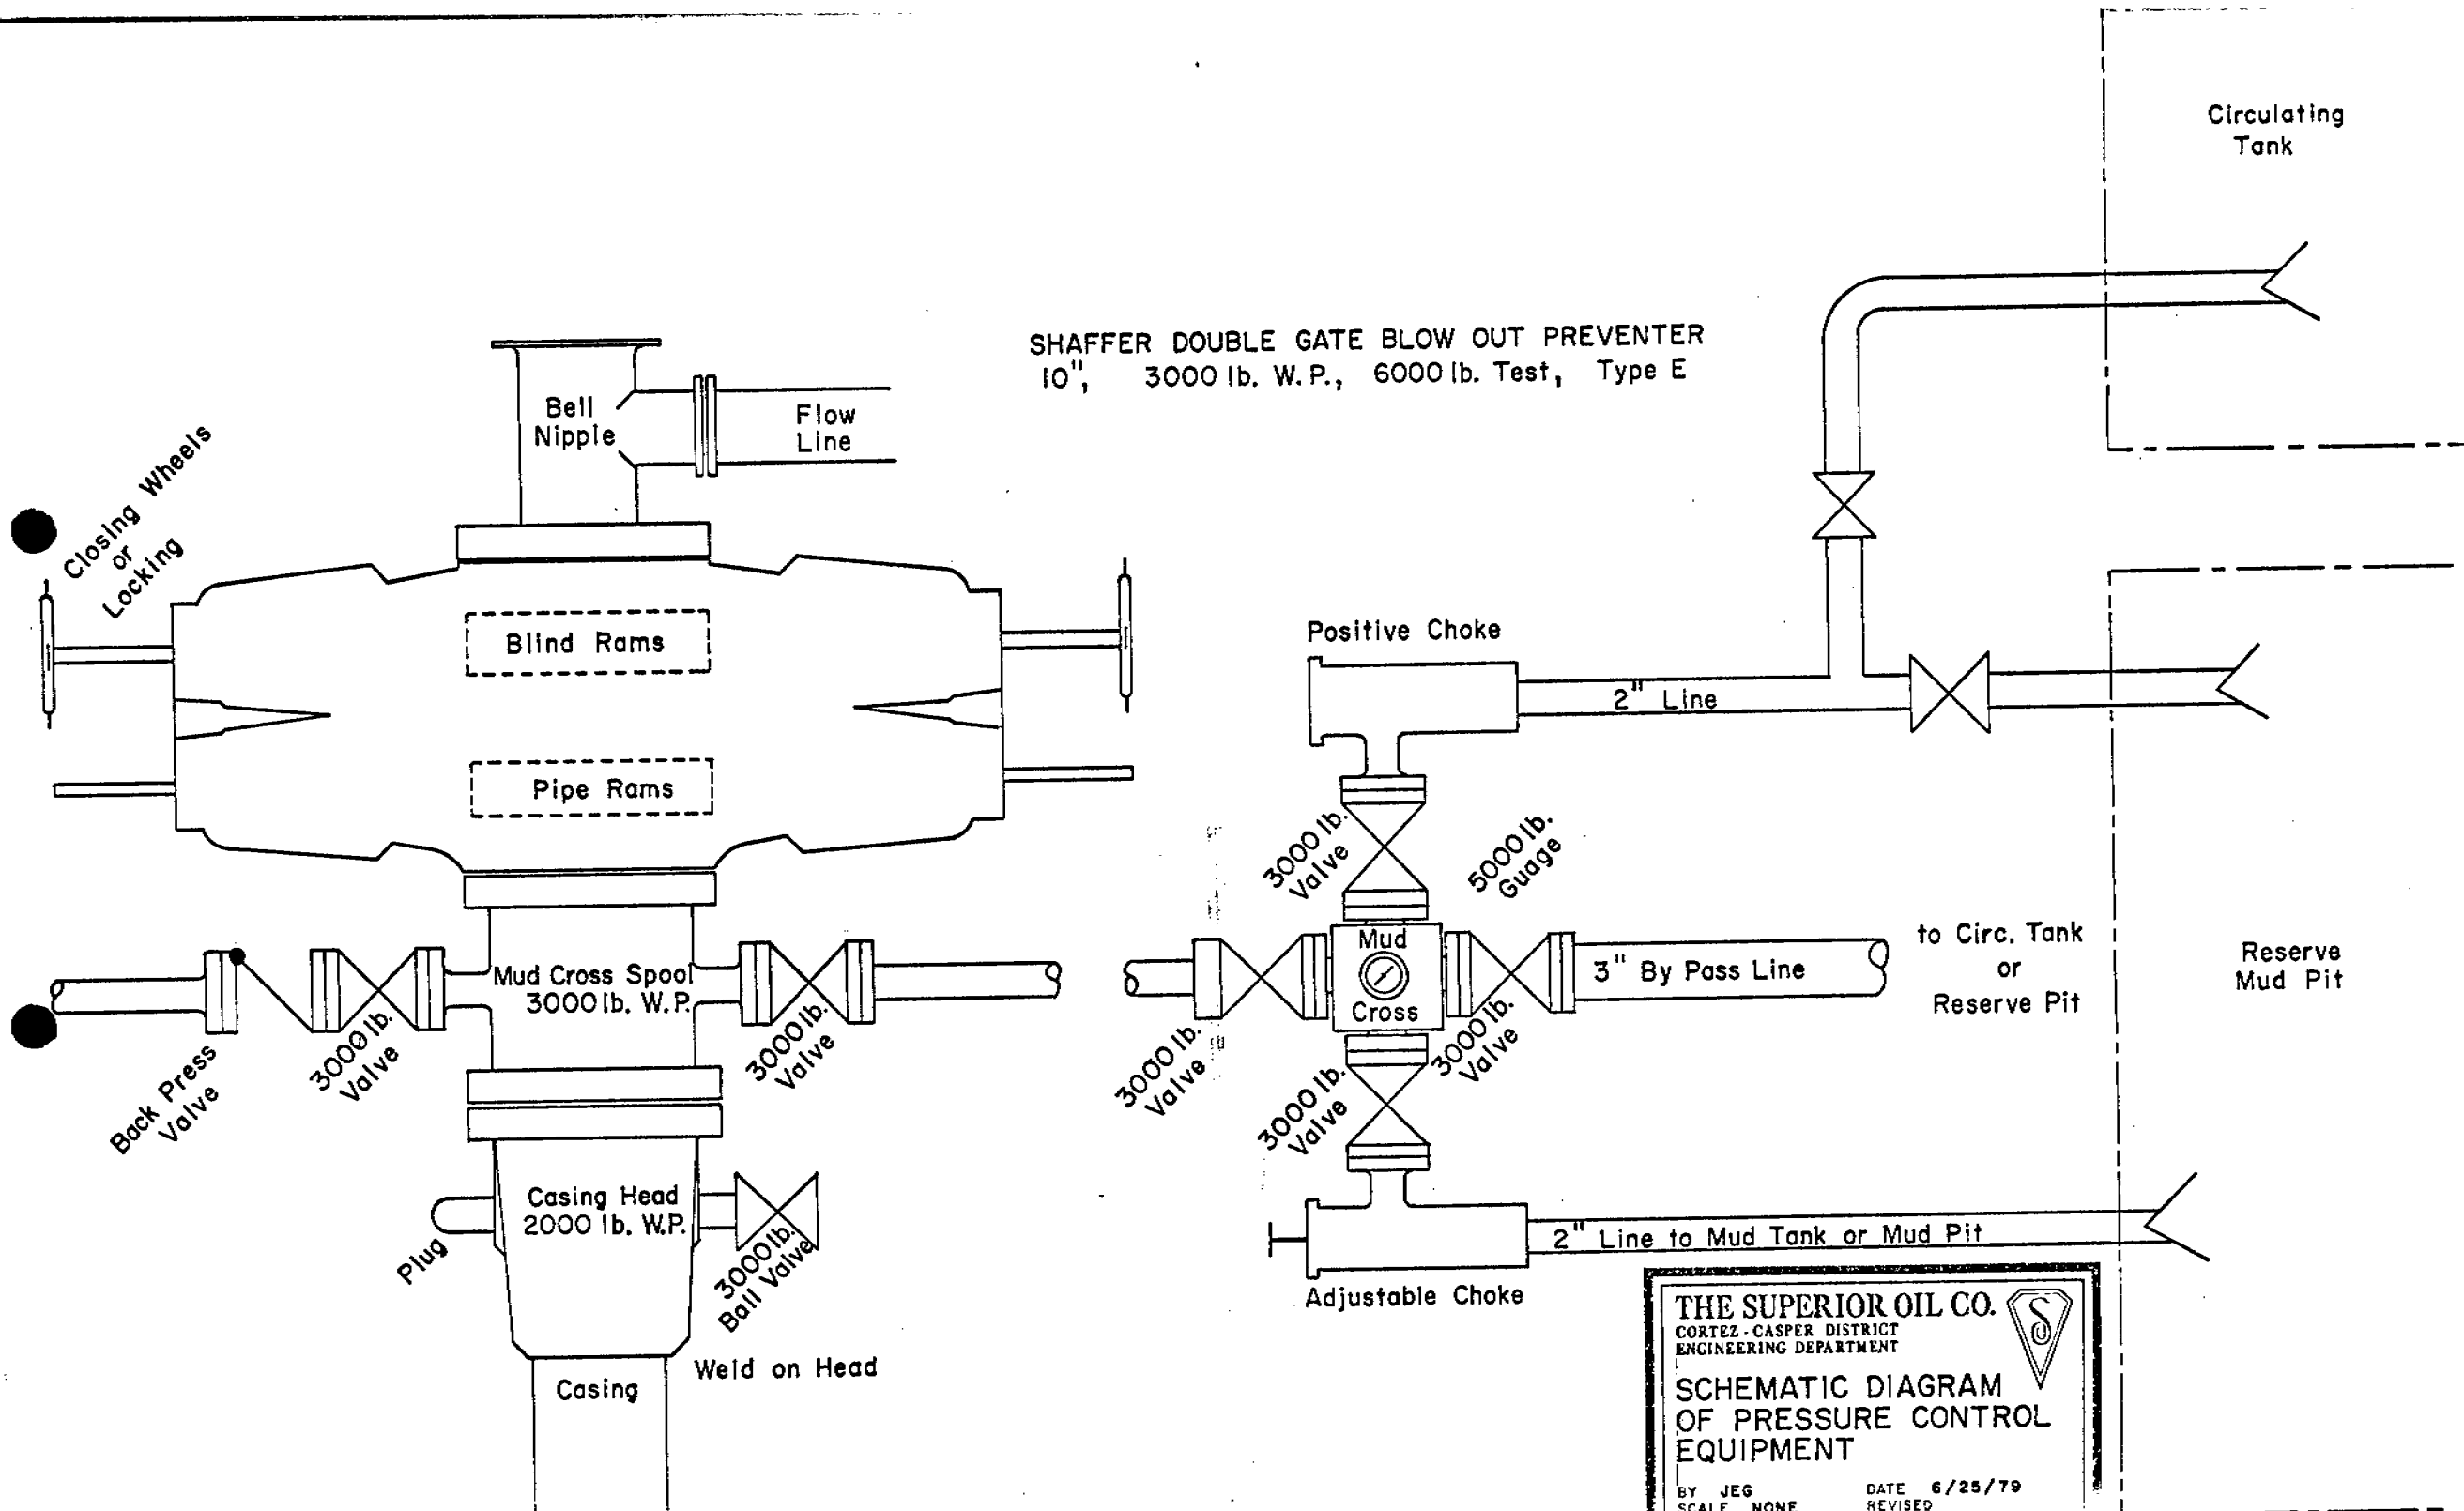 Circulating
Tank
SHAFFER DOUBLE GATE BLOW OUT PREVENTER
10", 3000 lb. W.P., 6000 lb. Test, Type E
Bell
Nipple
Flow
Line
Closing Wheels
or
Locking
Blind Rams
Pipe Rams
Positive Choke
2" Line
3000 lb.
Valve
5000 lb.
Guage
Mud
Cross
3" By Pass Line
to Circ. Tank
or
Reserve Pit
Reserve
Mud Pit
Mud Cross Spool
3000 lb. W.P.
Back Press
Valve
3000 lb.
Valve
3000 lb.
Valve
3000 lb.
Valve
3000 lb.
Valve
3000 lb.
Valve
Casing Head
2000 lb. W.P.
Plug
3000 lb.
Ball Valve
2" Line to Mud Tank or Mud Pit
Adjustable Choke
Weld on Head
Casing
THE SUPERIOR OIL CO.
CORTEZ - CASPER DISTRICT
ENGINEERING DEPARTMENT
S
SCHEMATIC DIAGRAM
OF PRESSURE CONTROL
EQUIPMENT
BY JEG DATE 6/25/79
SCALE NONE REVISED